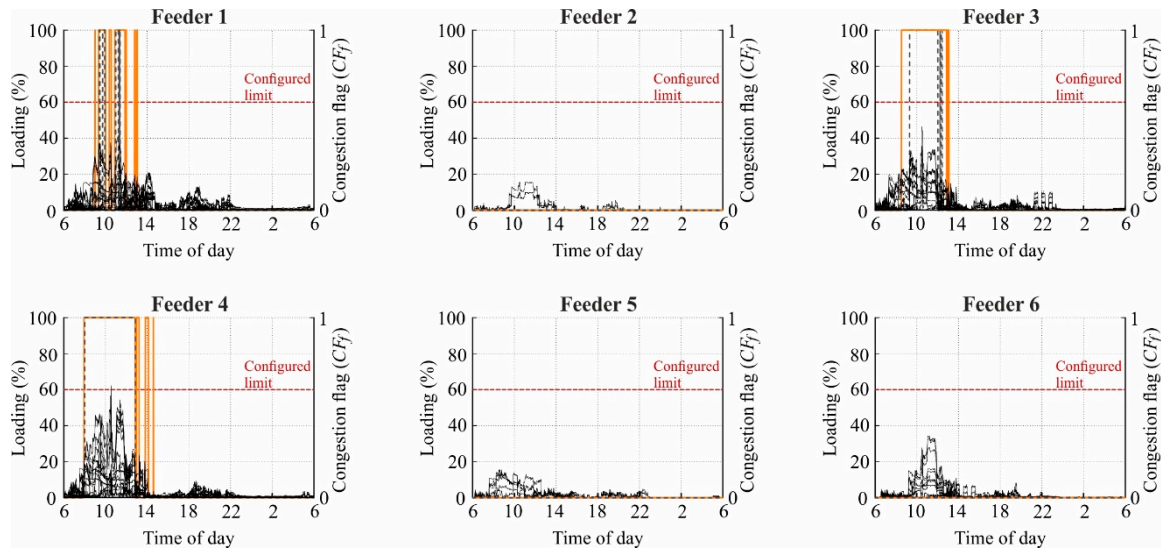 Feeder 1
Feeder 2
Feeder 3
100
80
60
40
20
0
Loading (%)
Configured
limit
1
0
Congestion flag (CFf)
6 10 14 18 22 2 6
Time of day
100
80
60
40
20
0
Loading (%)
Configured
limit
1
0
Congestion flag (CFf)
6 10 14 18 22 2 6
Time of day
100
80
60
40
20
0
Loading (%)
Configured
limit
1
0
Congestion flag (CFf)
6 10 14 18 22 2 6
Time of day
Feeder 4
Feeder 5
Feeder 6
100
80
60
40
20
0
Loading (%)
Configured
limit
1
0
Congestion flag (CFf)
6 10 14 18 22 2 6
Time of day
100
80
60
40
20
0
Loading (%)
Configured
limit
1
0
Congestion flag (CFf)
6 10 14 18 22 2 6
Time of day
100
80
60
40
20
0
Loading (%)
Configured
limit
1
0
Congestion flag (CFf)
6 10 14 18 22 2 6
Time of day